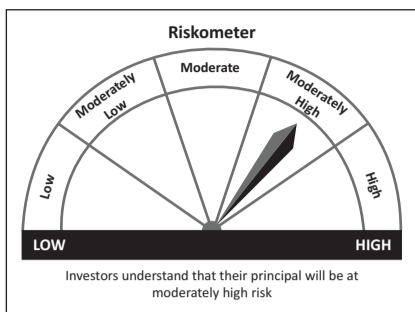 Riskometer
Low
Moderately
Low
Moderate
Moderately
High
High
LOW HIGH
Investors understand that their principal will be at
moderately high risk